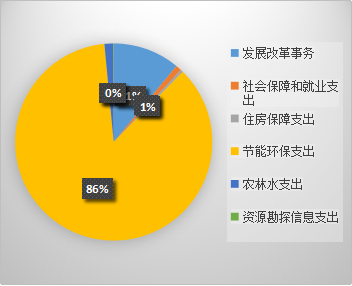 0%
1%
1%
86%
发展改革事务
社会保障和就业支
出
住房保障支出
节能环保支出
农林水支出
资源勘探信息支出